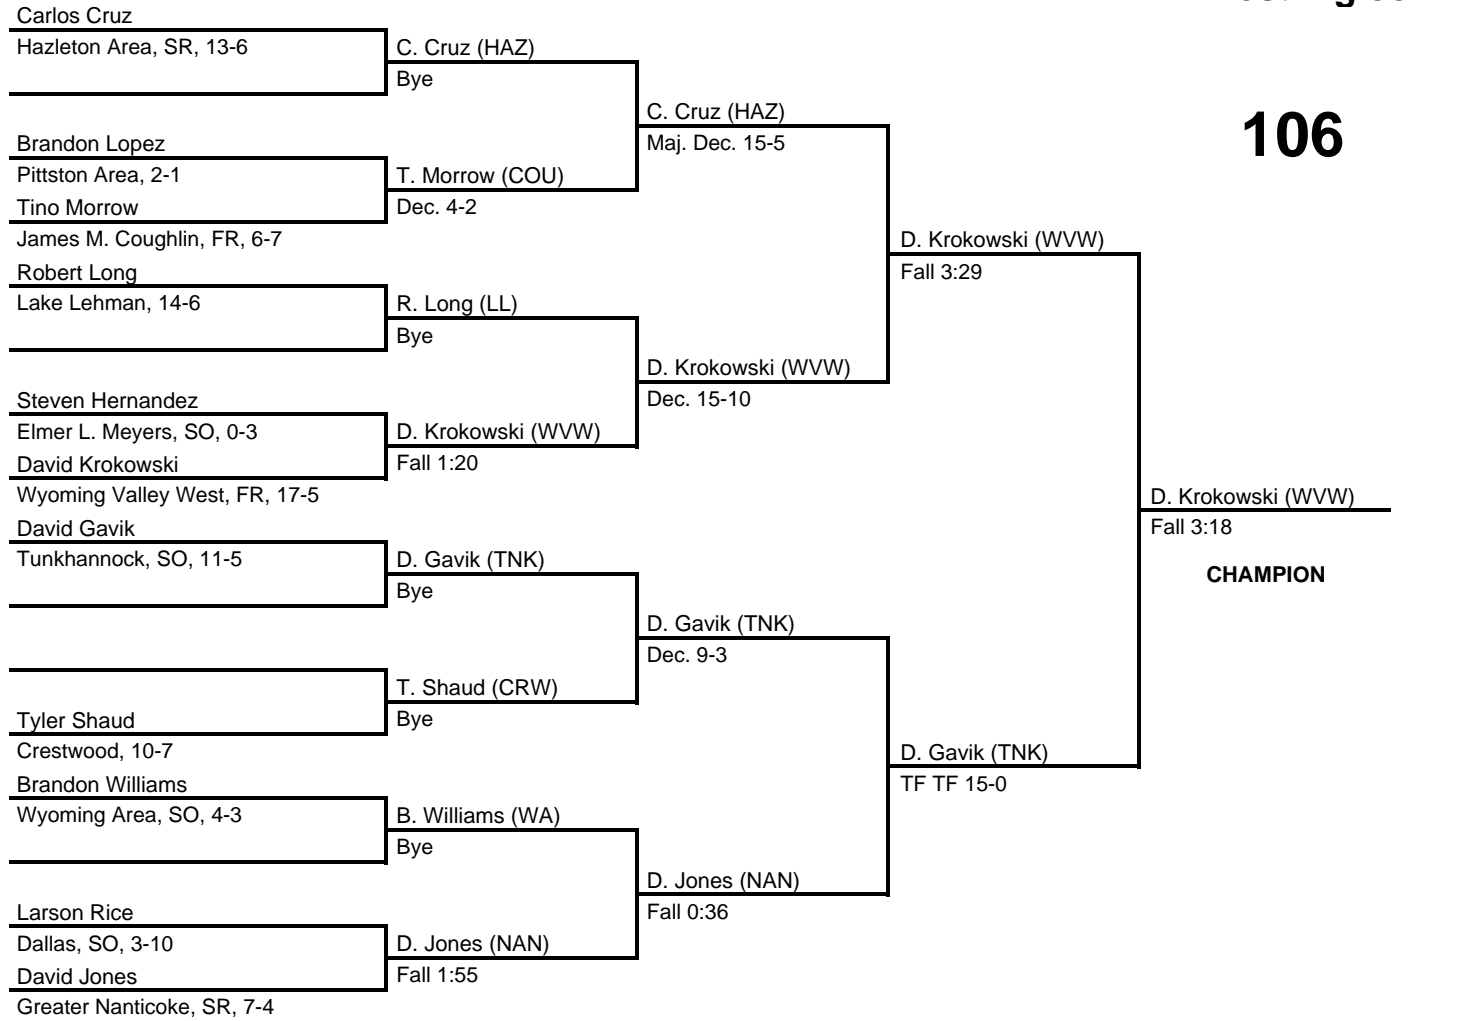 Carlos Cruz
Hazleton Area, SR, 13-6
C. Cruz (HAZ)
Bye
C. Cruz (HAZ)
Maj. Dec. 15-5
106
Brandon Lopez
Pittston Area, 2-1
T. Morrow (COU)
Tino Morrow
Dec. 4-2
James M. Coughlin, FR, 6-7
D. Krokowski (WVW)
Robert Long
Fall 3:29
Lake Lehman, 14-6
R. Long (LL)
Bye
D. Krokowski (WVW)
Dec. 15-10
Steven Hernandez
Elmer L. Meyers, SO, 0-3
D. Krokowski (WVW)
David Krokowski
Fall 1:20
Wyoming Valley West, FR, 17-5
D. Krokowski (WVW)
David Gavik
Fall 3:18
Tunkhannock, SO, 11-5
D. Gavik (TNK)
CHAMPION
Bye
D. Gavik (TNK)
Dec. 9-3
T. Shaud (CRW)
Tyler Shaud
Bye
Crestwood, 10-7
D. Gavik (TNK)
Brandon Williams
TF TF 15-0
Wyoming Area, SO, 4-3
B. Williams (WA)
Bye
D. Jones (NAN)
Larson Rice
Fall 0:36
Dallas, SO, 3-10
D. Jones (NAN)
David Jones
Fall 1:55
Greater Nanticoke, SR, 7-4